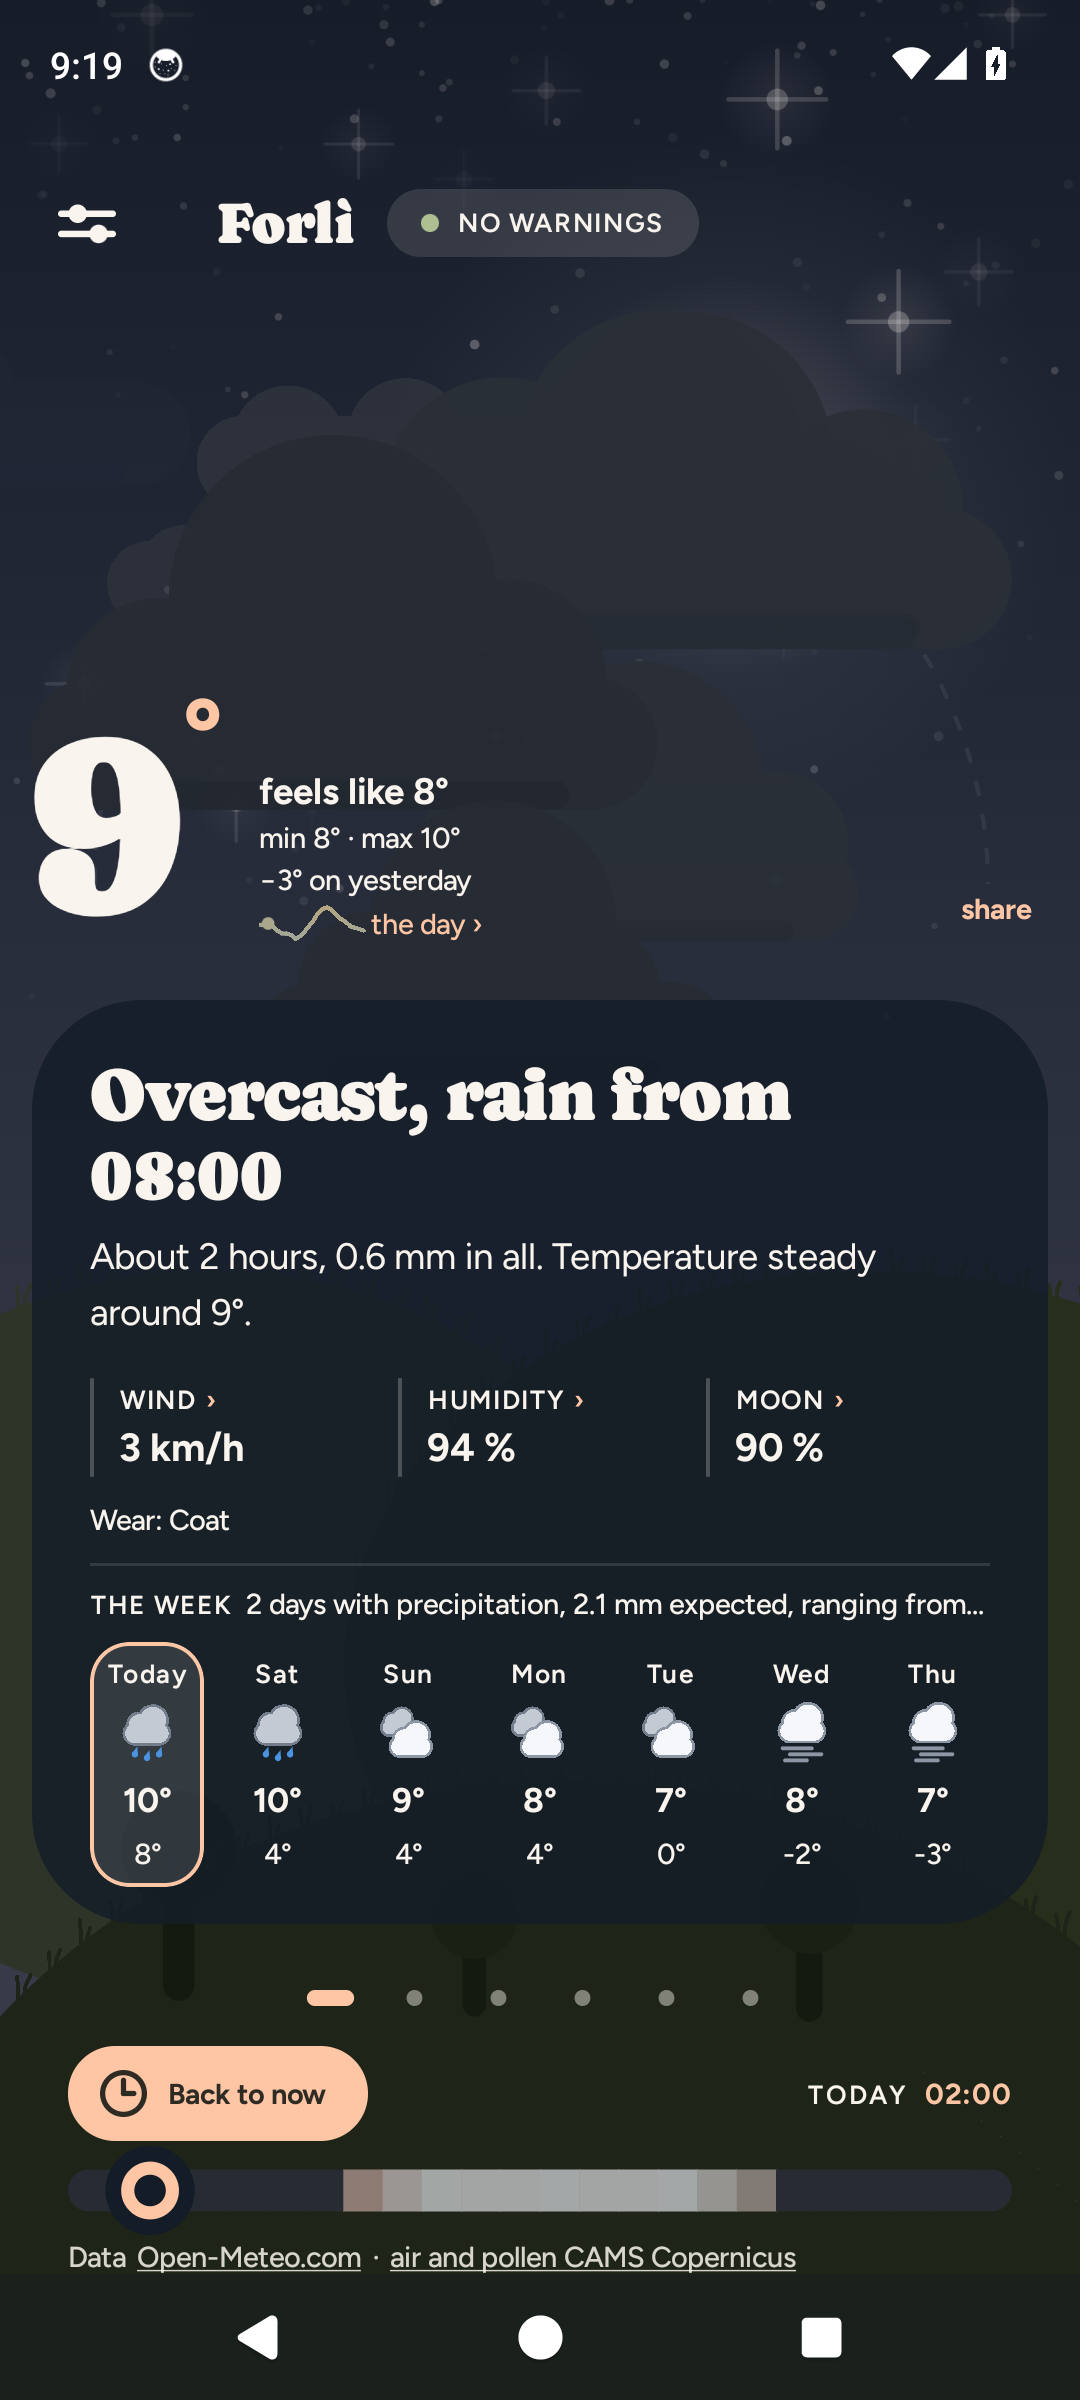 9:19
Forlì
NO WARNINGS
9°
feels like 8°
min 8° · max 10°
−3° on yesterday
the day ›
share
Overcast, rain from
08:00
About 2 hours, 0.6 mm in all. Temperature steady
around 9°.
WIND › HUMIDITY › MOON ›
3 km/h 94 % 90 %
Wear: Coat
THE WEEK 2 days with precipitation, 2.1 mm expected, ranging from…
Today Sat Sun Mon Tue Wed Thu
10° 10° 9° 8° 7° 8° 7°
8° 4° 4° 4° 0° -2° -3°
Back to now
TODAY 02:00
Data Open-Meteo.com · air and pollen CAMS Copernicus